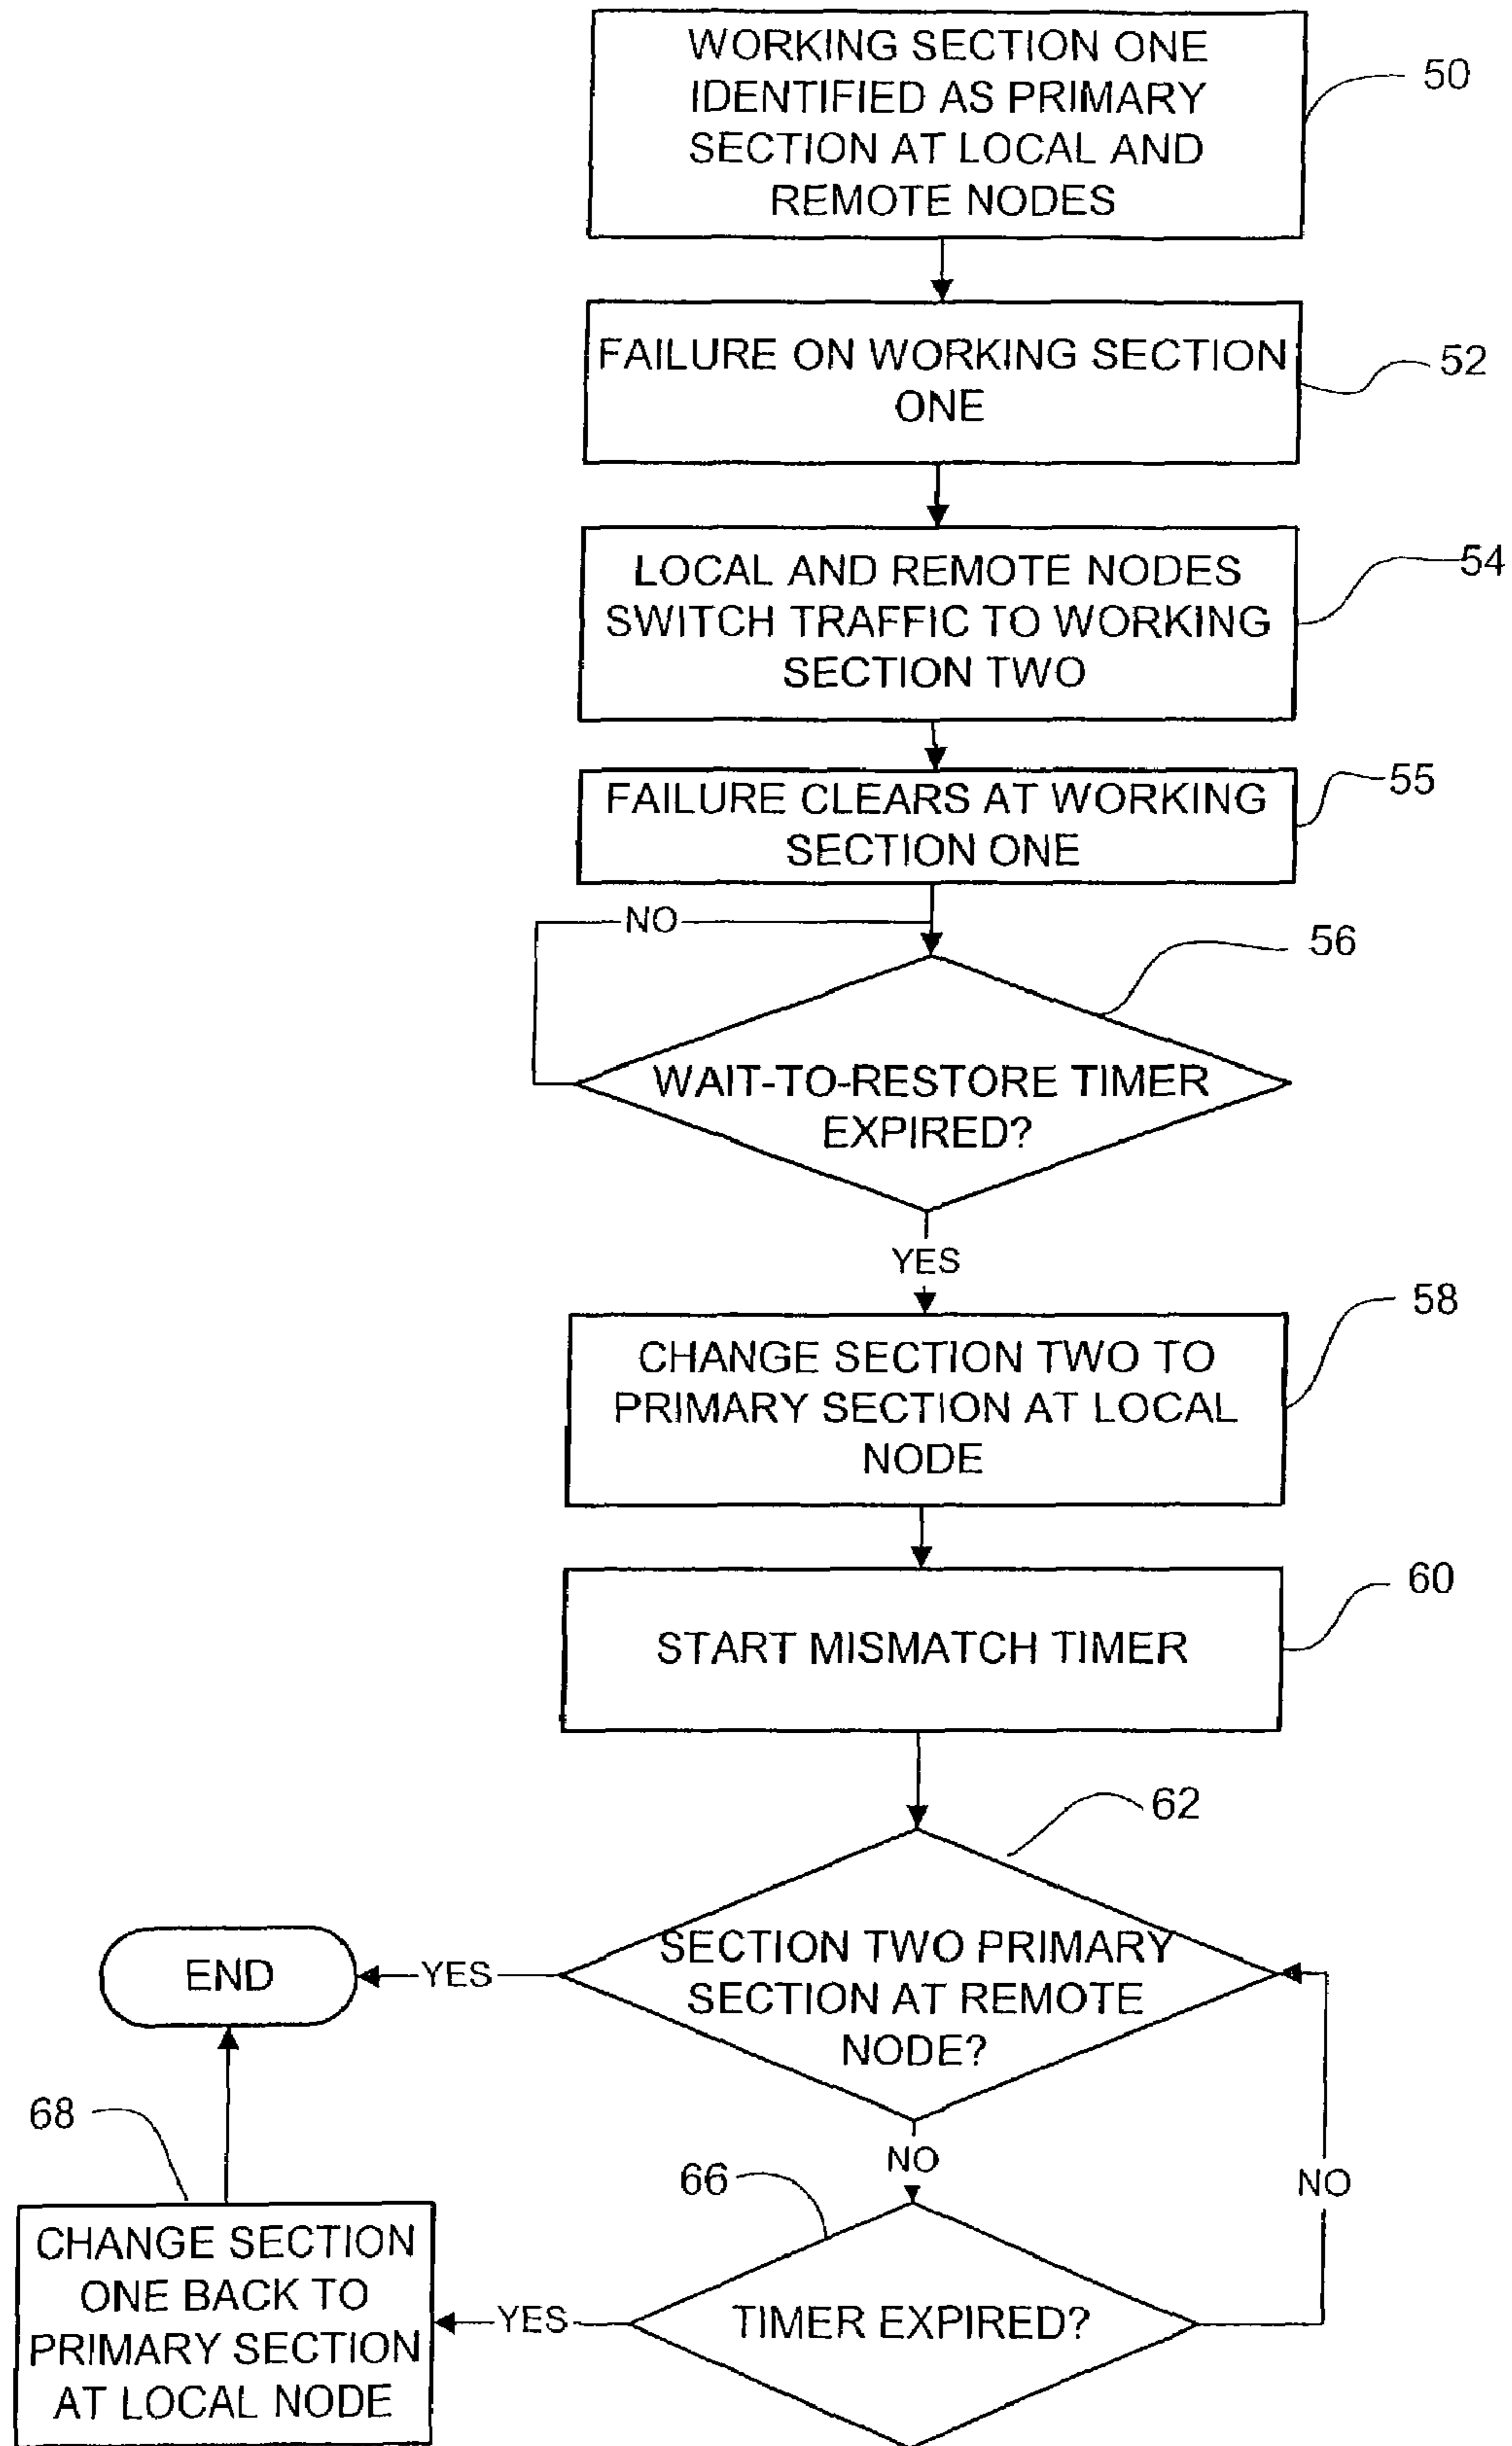 WORKING SECTION ONE
IDENTIFIED AS PRIMARY
SECTION AT LOCAL AND
REMOTE NODES
50
FAILURE ON WORKING SECTION
ONE
52
LOCAL AND REMOTE NODES
SWITCH TRAFFIC TO WORKING
SECTION TWO
54
FAILURE CLEARS AT WORKING
SECTION ONE
55
NO
56
WAIT-TO-RESTORE TIMER
EXPIRED?
YES
58
CHANGE SECTION TWO TO
PRIMARY SECTION AT LOCAL
NODE
60
START MISMATCH TIMER
62
SECTION TWO PRIMARY
SECTION AT REMOTE
NODE?
YES
END
NO
66
NO
68
TIMER EXPIRED?
YES
CHANGE SECTION
ONE BACK TO
PRIMARY SECTION
AT LOCAL NODE